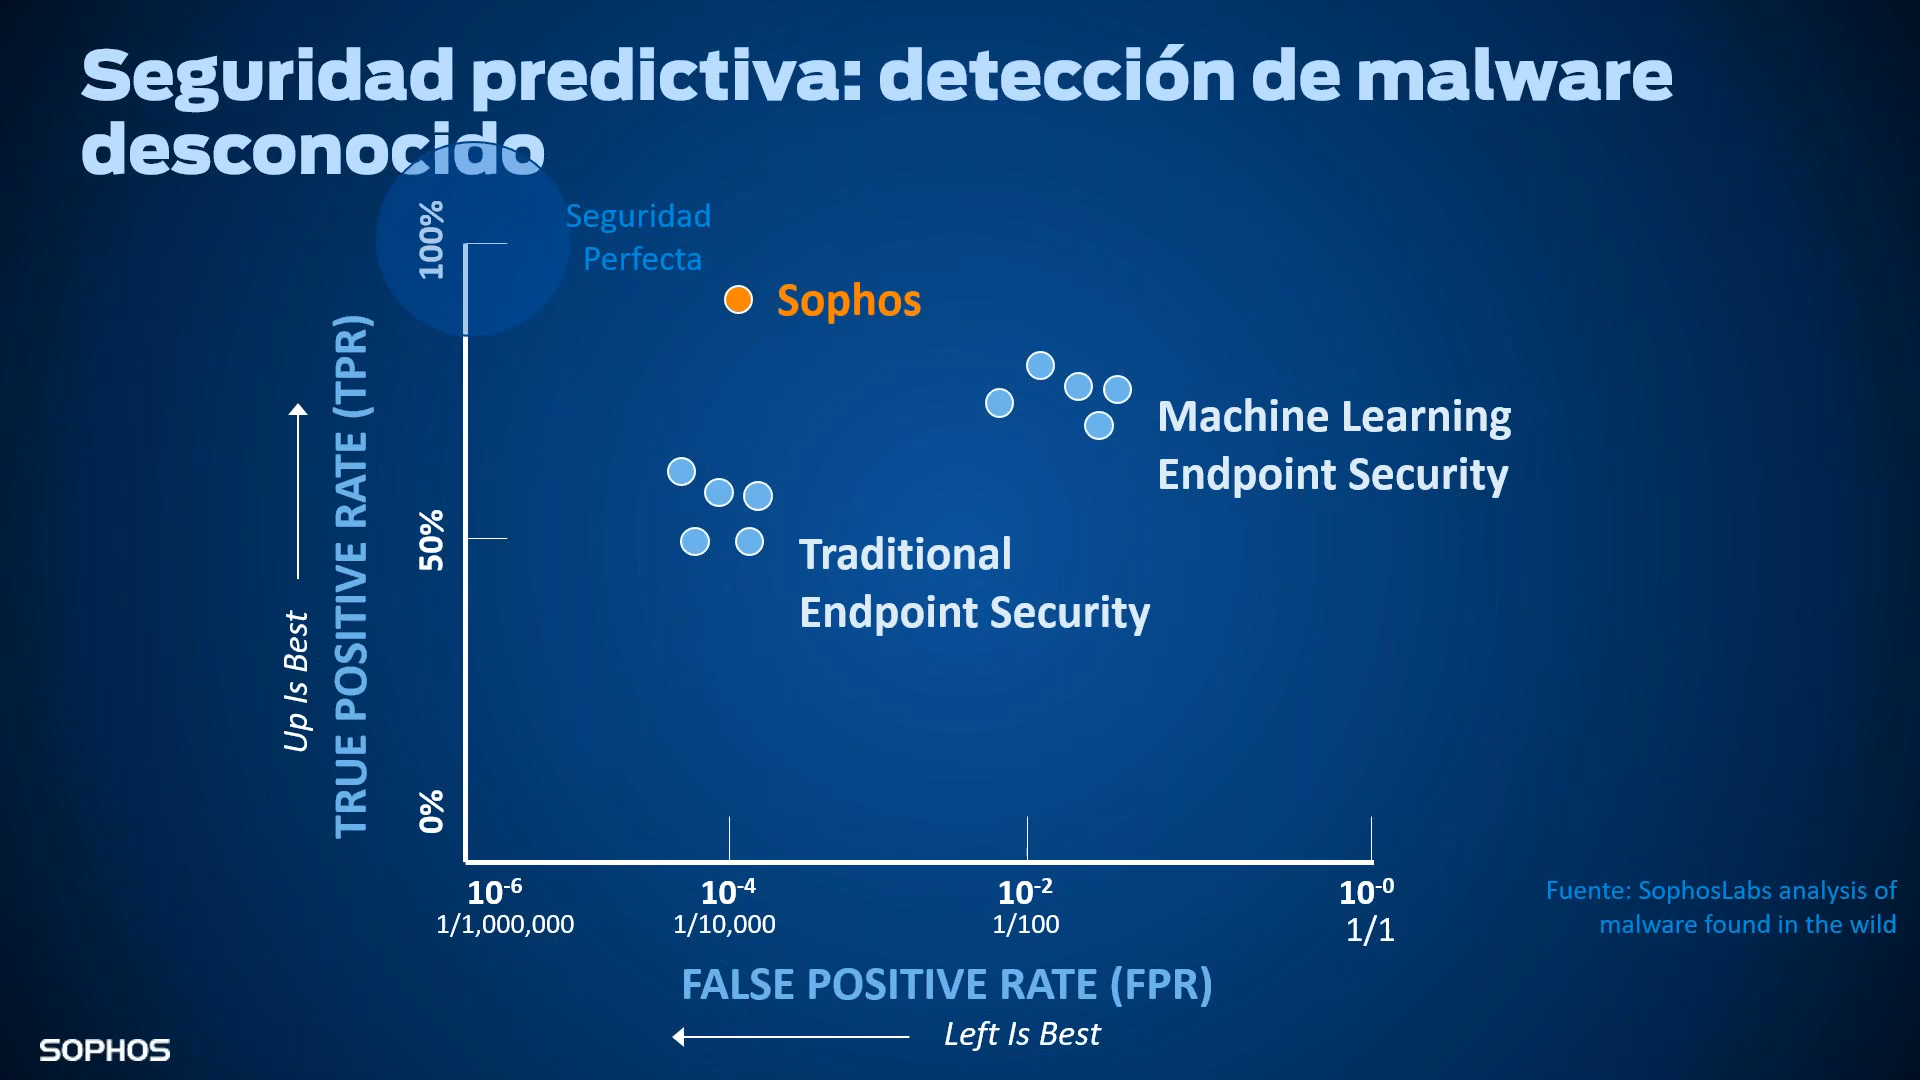 Seguridad predictiva: detección de malware
desconocido
Seguridad
Perfecta
100%
50%
0%
TRUE POSITIVE RATE (TPR)
Up Is Best
Sophos
Machine Learning
Endpoint Security
Traditional
Endpoint Security
10-6
1/1,000,000
10-4
1/10,000
10-2
1/100
10-0
1/1
FALSE POSITIVE RATE (FPR)
Left Is Best
Fuente: SophosLabs analysis of
malware found in the wild
SOPHOS